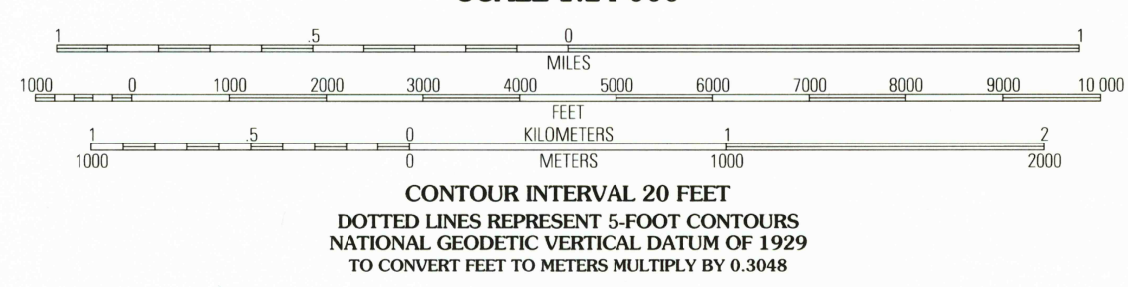 1 .5 0 1
MILES
1000 0 1000 2000 3000 4000 5000 6000 7000 8000 9000 10 000
FEET
1 .5 0 KILOMETERS 1 2
1000 0 METERS 1000 2000
CONTOUR INTERVAL 20 FEET
DOTTED LINES REPRESENT 5-FOOT CONTOURS
NATIONAL GEODETIC VERTICAL DATUM OF 1929
TO CONVERT FEET TO METERS MULTIPLY BY 0.3048